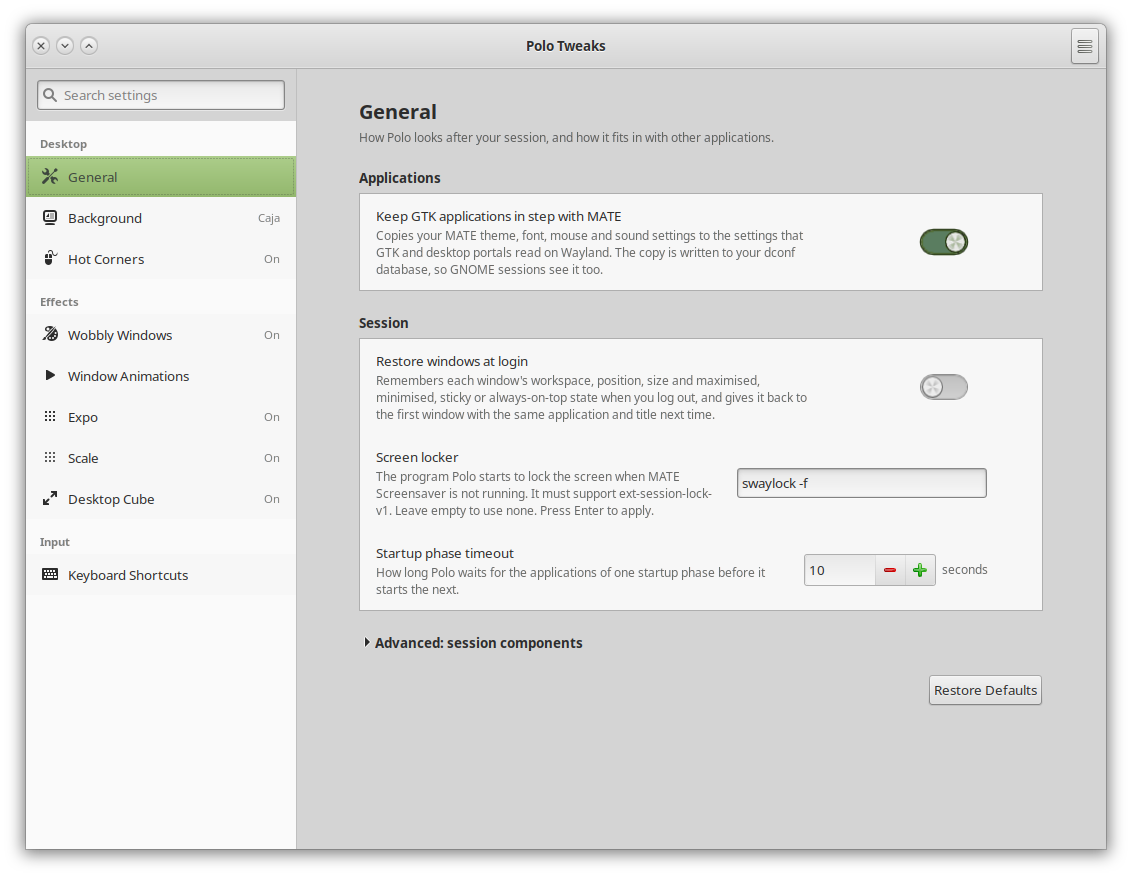 Polo Tweaks
Search settings
Desktop
General
Background Caja
Hot Corners On
Effects
Wobbly Windows On
Window Animations
Expo On
Scale On
Desktop Cube On
Input
Keyboard Shortcuts
General
How Polo looks after your session, and how it fits in with other applications.
Applications
Keep GTK applications in step with MATE
Copies your MATE theme, font, mouse and sound settings to the settings that
GTK and desktop portals read on Wayland. The copy is written to your dconf
database, so GNOME sessions see it too.
Session
Restore windows at login
Remembers each window's workspace, position, size and maximised,
minimised, sticky or always-on-top state when you log out, and gives it back to
the first window with the same application and title next time.
Screen locker
The program Polo starts to lock the screen when MATE
Screensaver is not running. It must support ext-session-lock-
v1. Leave empty to use none. Press Enter to apply.
swaylock -f
Startup phase timeout
How long Polo waits for the applications of one startup phase before it
starts the next.
10 seconds
Advanced: session components
Restore Defaults